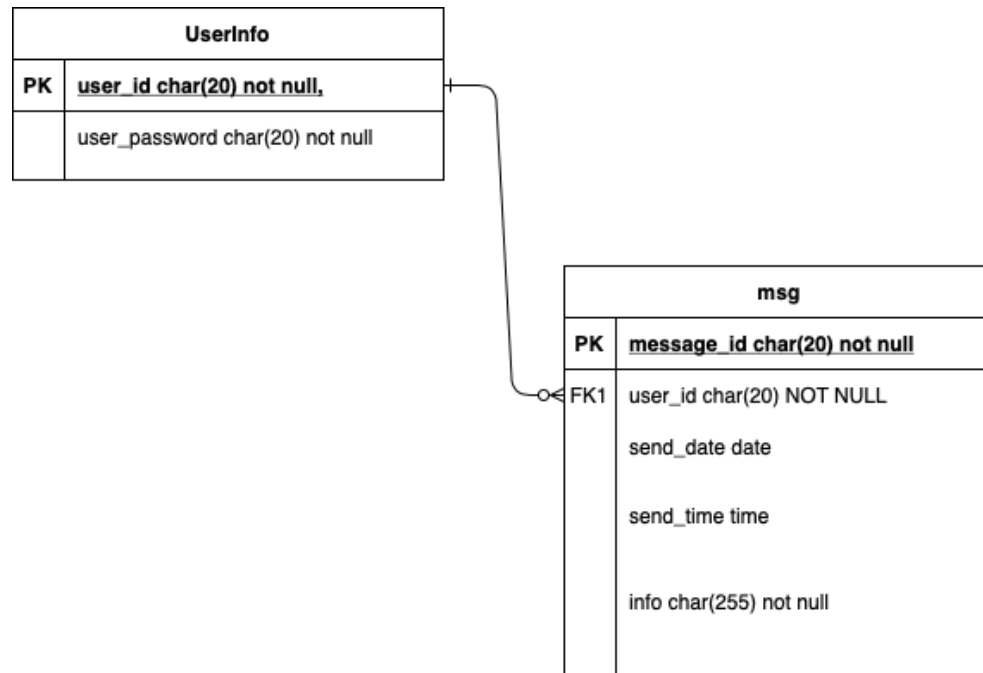 UserInfo
PK user_id char(20) not null,
user_password char(20) not null
msg
PK message_id char(20) not null
FK1 user_id char(20) NOT NULL
send_date date
send_time time
info char(255) not null